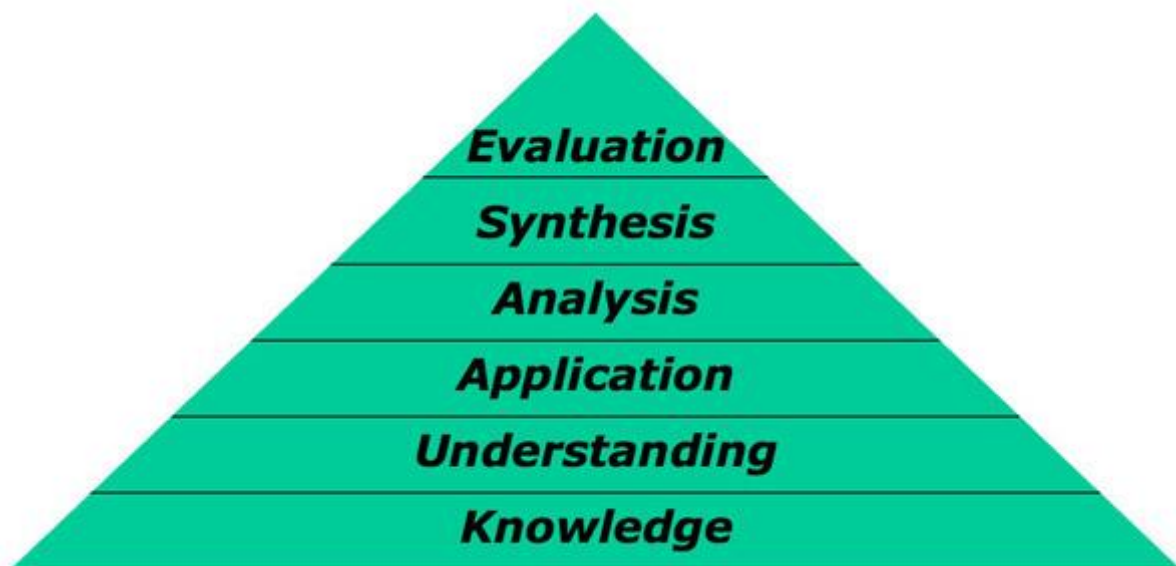 Evaluation
Synthesis
Analysis
Application
Understanding
Knowledge